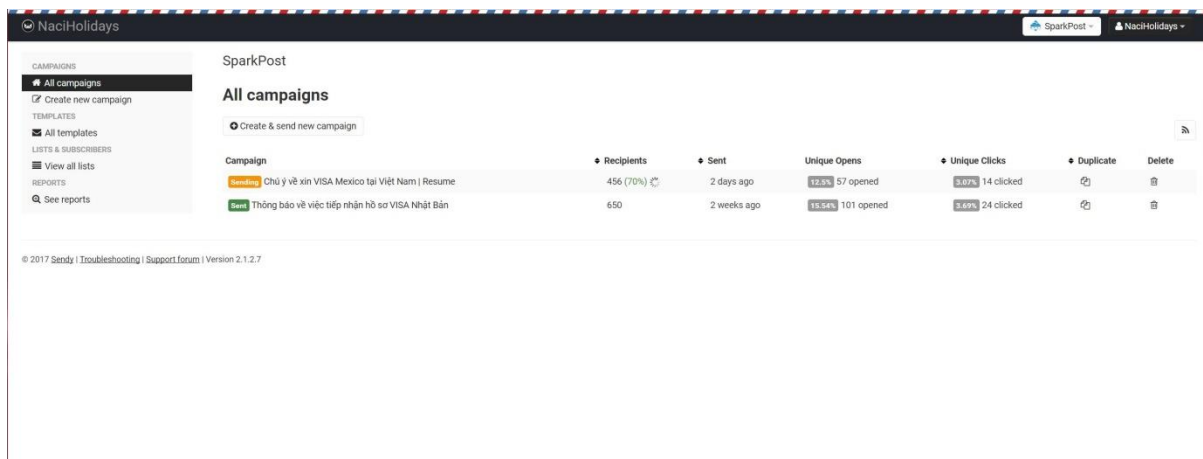 NaciHolidays
SparkPost
NaciHolidays
CAMPAIGNS
All campaigns
Create new campaign
TEMPLATES
All templates
LISTS & SUBSCRIBERS
View all lists
REPORTS
See reports
SparkPost
All campaigns
Create & send new campaign
Campaign Recipients Sent Unique Opens Unique Clicks Duplicate Delete
Sending Chú ý về xin VISA Mexico tại Việt Nam | Resume 456 (70%) 2 days ago 12.5% 57 opened 3.07% 14 clicked
Sent Thông báo về việc tiếp nhận hồ sơ VISA Nhật Bản 650 2 weeks ago 15.54% 101 opened 3.69% 24 clicked
© 2017 Sendy | Troubleshooting | Support forum | Version 2.1.2.7